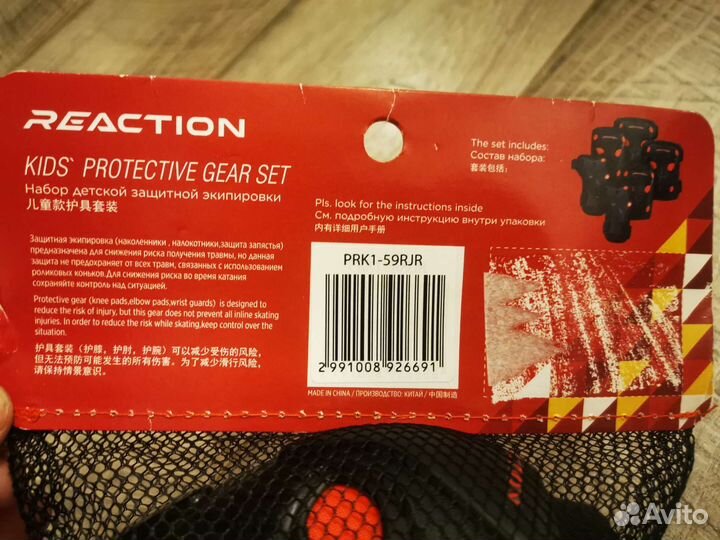 REACTION
KIDS` PROTECTIVE GEAR SET
Набор детской защитной экипировки
儿童款护具套装
Защитная экипировка (наколенники , налокотники,защита запястья)
предназначена для снижения риска получения травмы, но данная
защита не предохраняет от всех травм, связанных с использованием
роликовых коньков.Для снижения риска во время катания
сохраняйте контроль над ситуацией.
Protective gear (knee pads,elbow pads,wrist guards) is designed to
reduce the risk of injury, but this gear does not prevent all inline skating
injuries. In order to reduce the risk while skating,keep control over the
situation.
护具套装（护膝，护肘，护腕）可以减少受伤的风险，
但无法预防可能发生的所有伤害。为了减少滑行风险，
请保持情景意识。
The set includes:
Состав набора:
套装包括：
Pls. look for the instructions inside
См. подробную инструкцию внутри упаковки
内有详细用户手册
PRK1-59RJR
2 991008 926691
MADE IN CHINA / ПРОИЗВОДСТВО: КИТАЙ / 中国制造
Avito